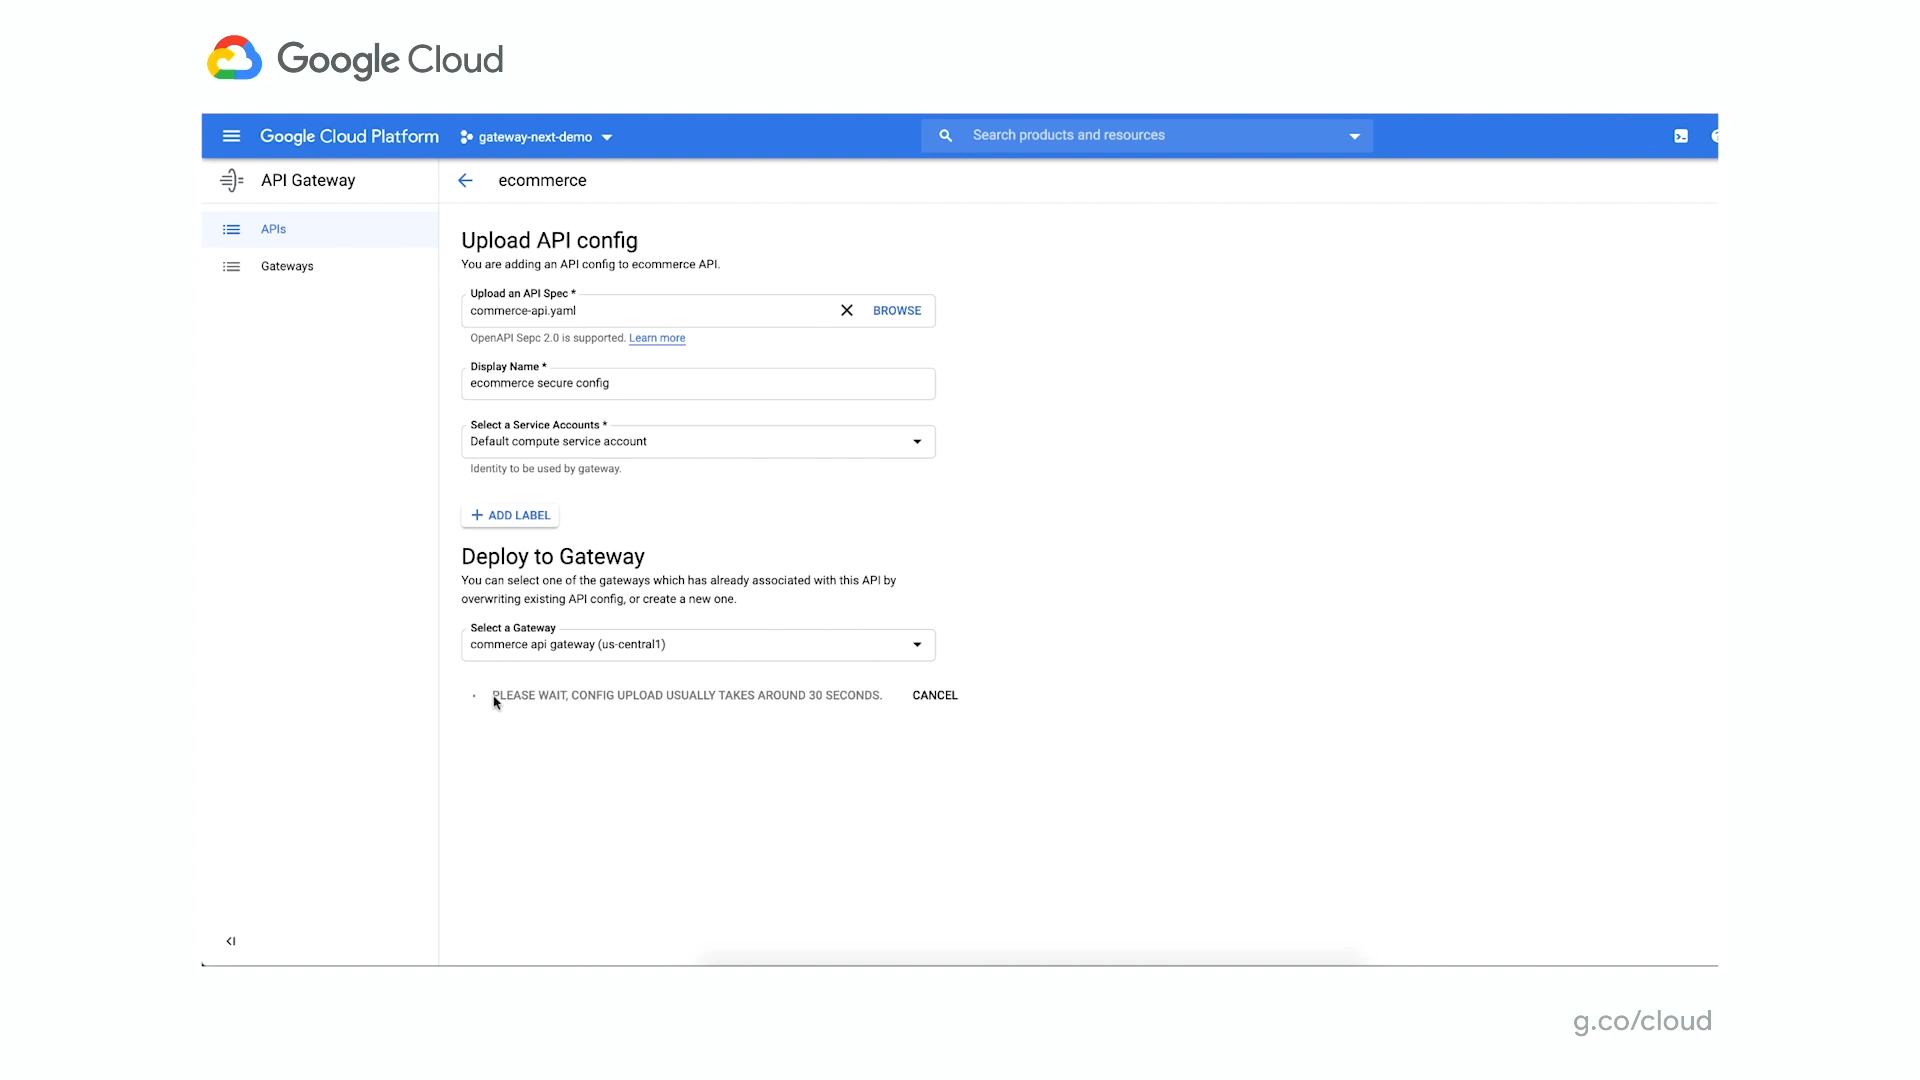 Google Cloud
Google Cloud Platform
gateway-next-demo
Search products and resources
API Gateway
ecommerce
APIs
Gateways
Upload API config
You are adding an API config to ecommerce API.
Upload an API Spec *
commerce-api.yaml
BROWSE
OpenAPI Sepc 2.0 is supported. Learn more
Display Name *
ecommerce secure config
Select a Service Accounts *
Default compute service account
Identity to be used by gateway.
ADD LABEL
Deploy to Gateway
You can select one of the gateways which has already associated with this API by
overwriting existing API config, or create a new one.
Select a Gateway
commerce api gateway (us-central1)
PLEASE WAIT, CONFIG UPLOAD USUALLY TAKES AROUND 30 SECONDS.
CANCEL
g.co/cloud